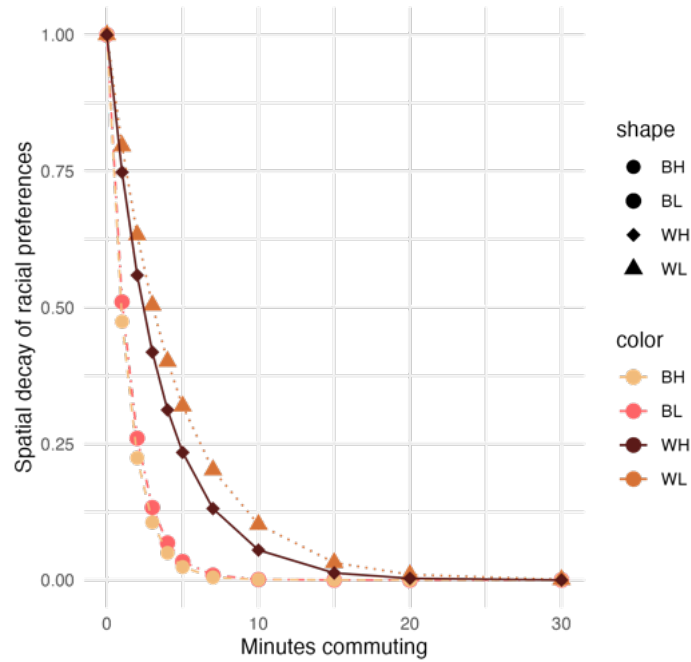 1.00
0.75
0.50
0.25
0.00
Spatial decay of racial preferences
0
10
20
30
Minutes commuting
shape
BH
BL
WH
WL
color
BH
BL
WH
WL